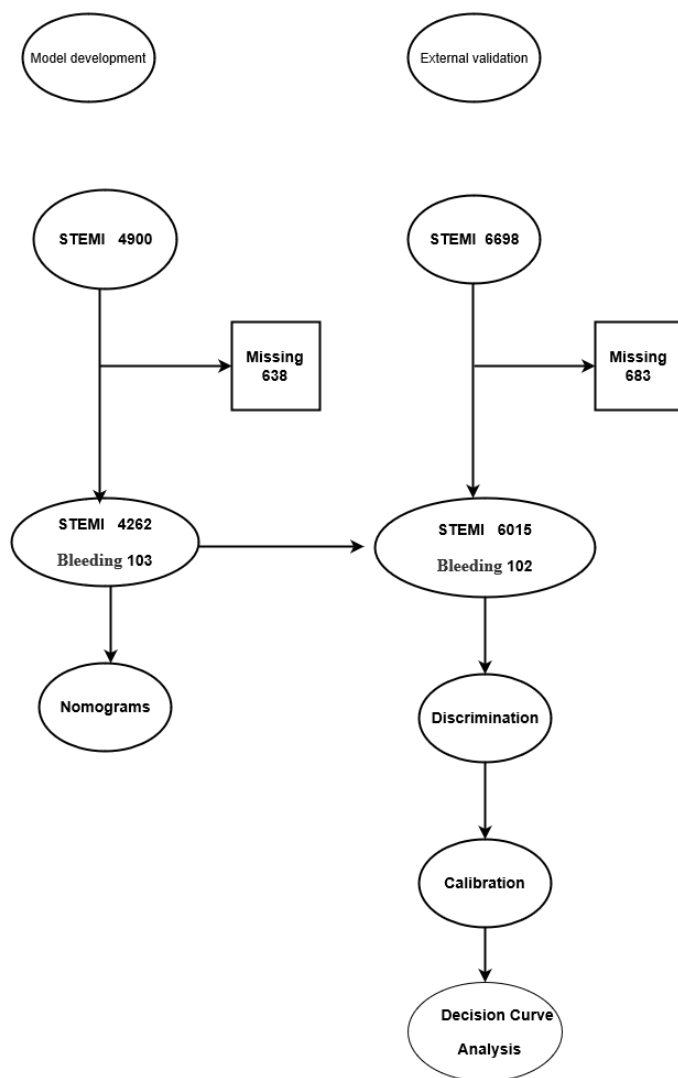 Model development
External validation
STEMI 4900
STEMI 6698
Missing
638
Missing
683
STEMI 4262
Bleeding 103
STEMI 6015
Bleeding 102
Nomograms
Discrimination
Calibration
Decision Curve
Analysis